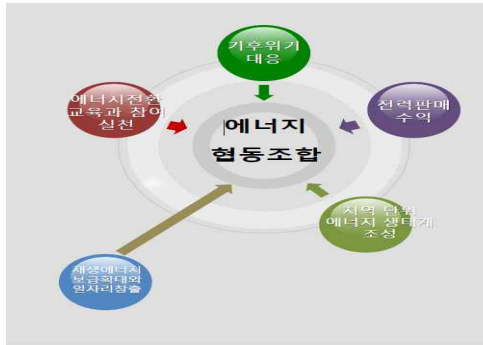 기후위기
대응
에너지전환
교육과 참여
실천
전력판매
수익
에너지
협동조합
지역 단위
에너지 생태계
조성
재생에너지
보급확대와
일자리창출